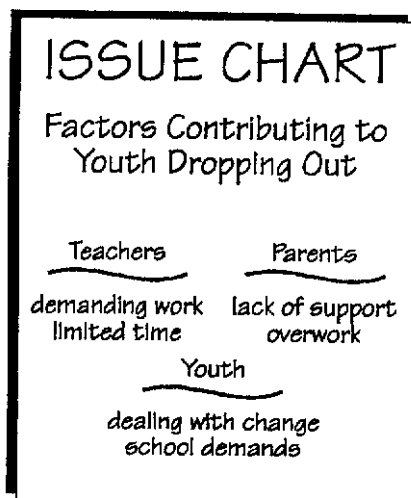 ISSUE CHART
Factors Contributing to
Youth Dropping Out
Teachers
demanding work
limited time
Parents
lack of support
overwork
Youth
dealing with change
school demands